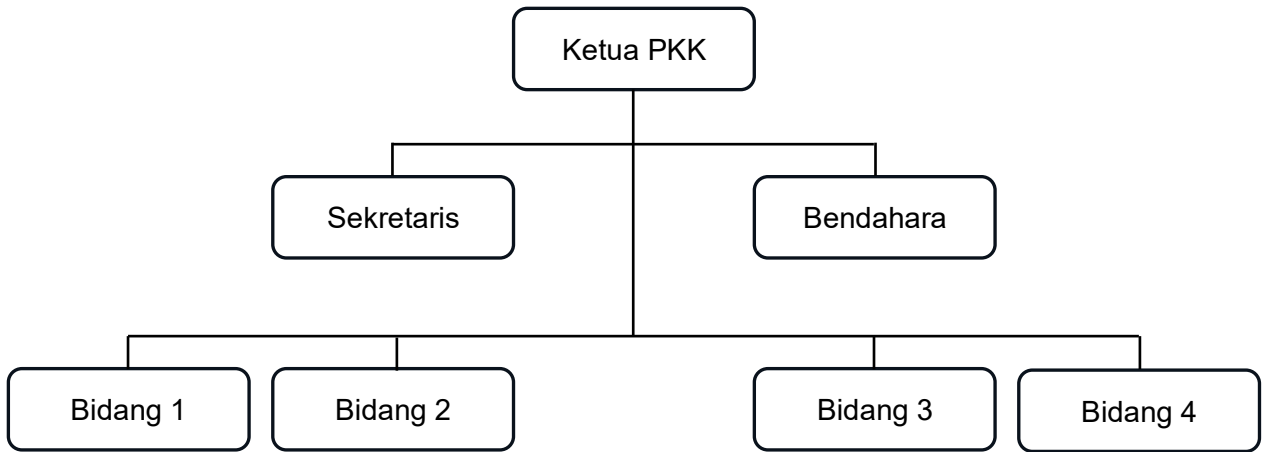 Ketua PKK
Sekretaris
Bendahara
Bidang 1
Bidang 2
Bidang 3
Bidang 4